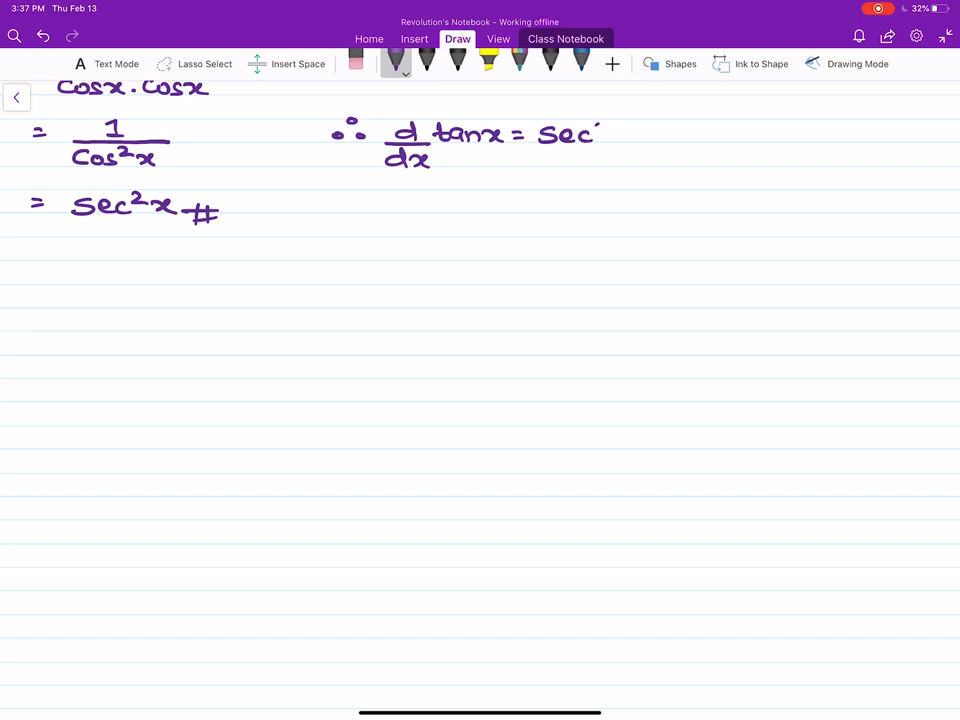 3:37 PM Thu Feb 13
32%
Revolution's Notebook - Working offline
Home Insert Draw View Class Notebook
A Text Mode Lasso Select Insert Space Shapes Ink to Shape Drawing Mode
Cosx . Cosx
= 1 / Cos²x
= sec²x #
∴ d/dx tanx = sec